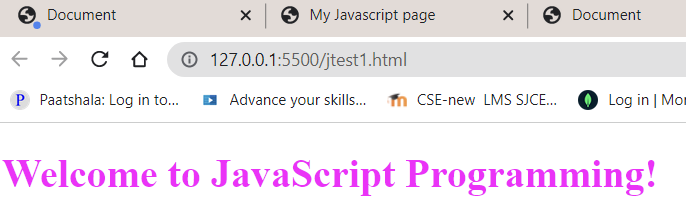 Document × My Javascript page × Document
127.0.0.1:5500/jtest1.html
P Paatshala: Log in to... Advance your skills... CSE-new LMS SJCE... Log in | Mor
Welcome to JavaScript Programming!